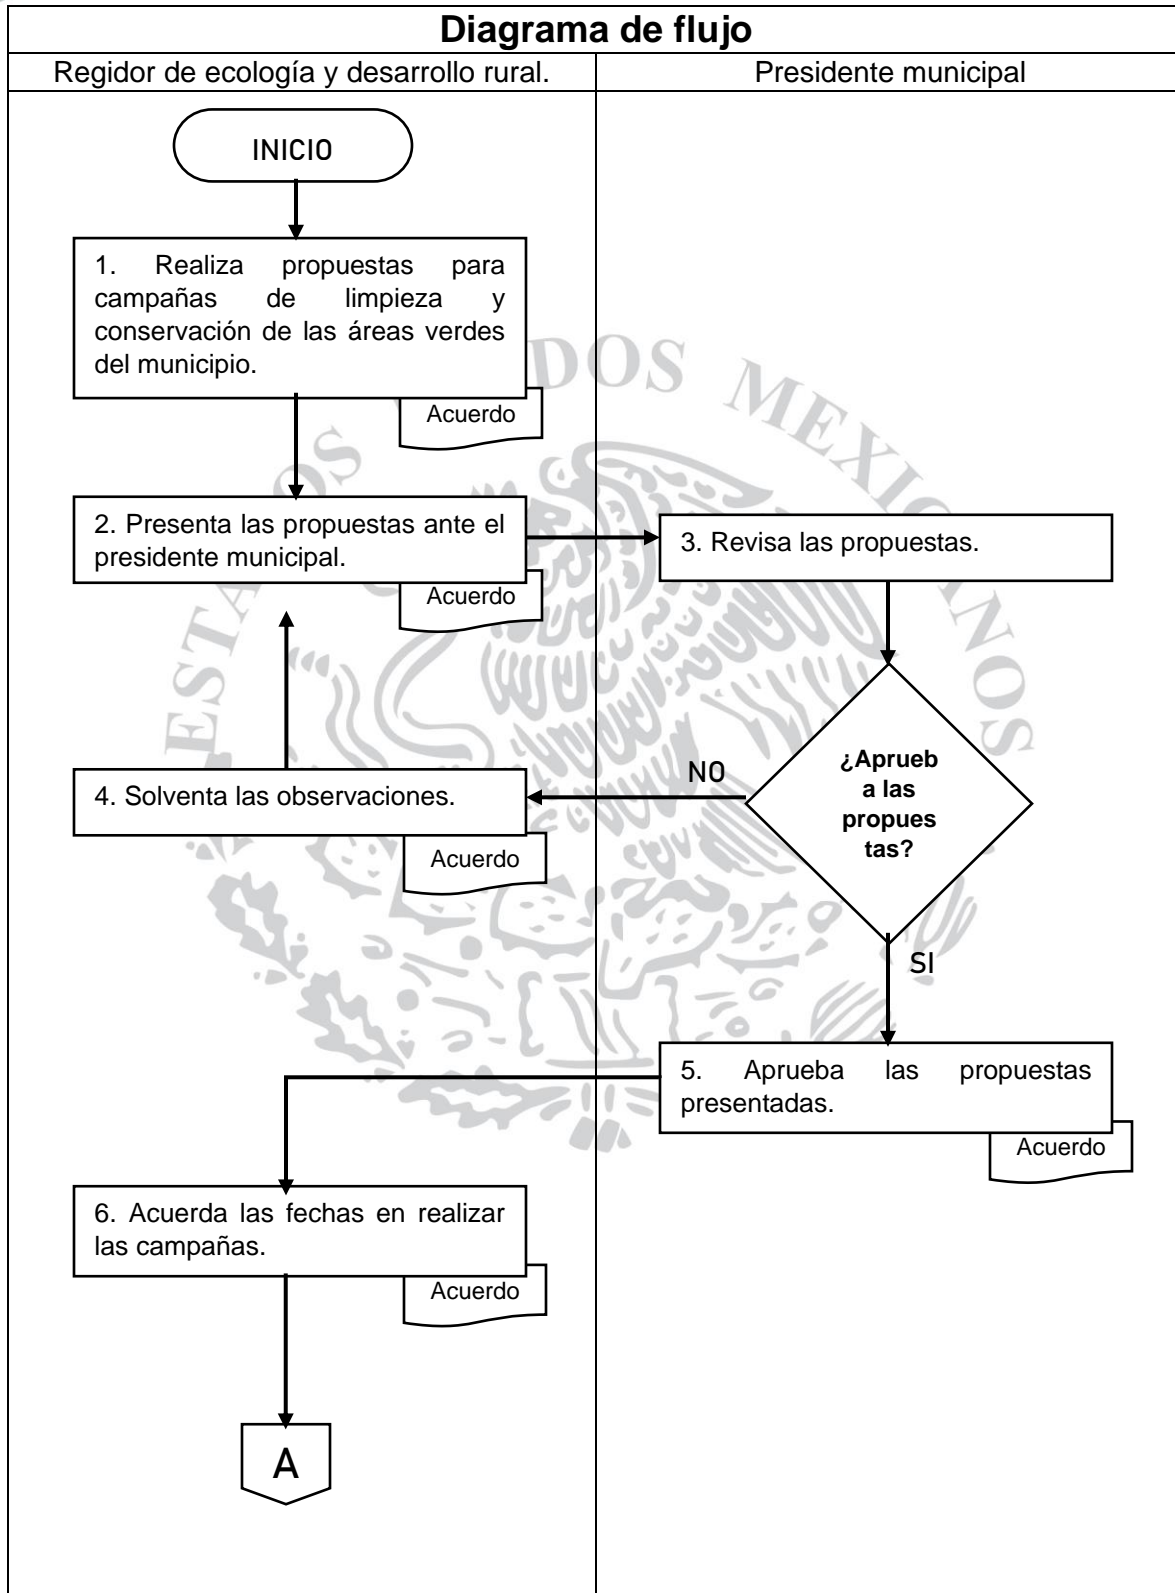 Diagrama de flujo
Regidor de ecología y desarrollo rural.
Presidente municipal
INICIO
1. Realiza propuestas para
campañas de limpieza y
conservación de las áreas verdes
del municipio.
Acuerdo
2. Presenta las propuestas ante el
presidente municipal.
Acuerdo
3. Revisa las propuestas.
¿Aprueb
a las
propues
tas?
NO
4. Solventa las observaciones.
Acuerdo
SI
5. Aprueba las propuestas
presentadas.
Acuerdo
6. Acuerda las fechas en realizar
las campañas.
Acuerdo
A
ESTADOS UNIDOS MEXICANOS